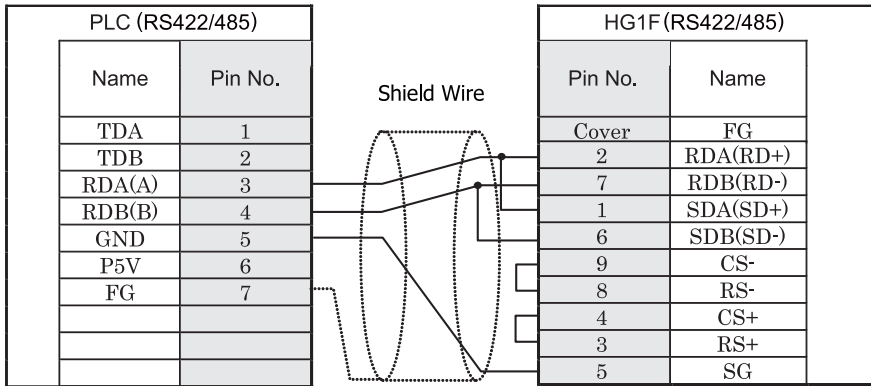 PLC (RS422/485)
Name Pin No.
TDA 1
TDB 2
RDA(A) 3
RDB(B) 4
GND 5
P5V 6
FG 7
Shield Wire
HG1F(RS422/485)
Pin No. Name
Cover FG
2 RDA(RD+)
7 RDB(RD-)
1 SDA(SD+)
6 SDB(SD-)
9 CS-
8 RS-
4 CS+
3 RS+
5 SG